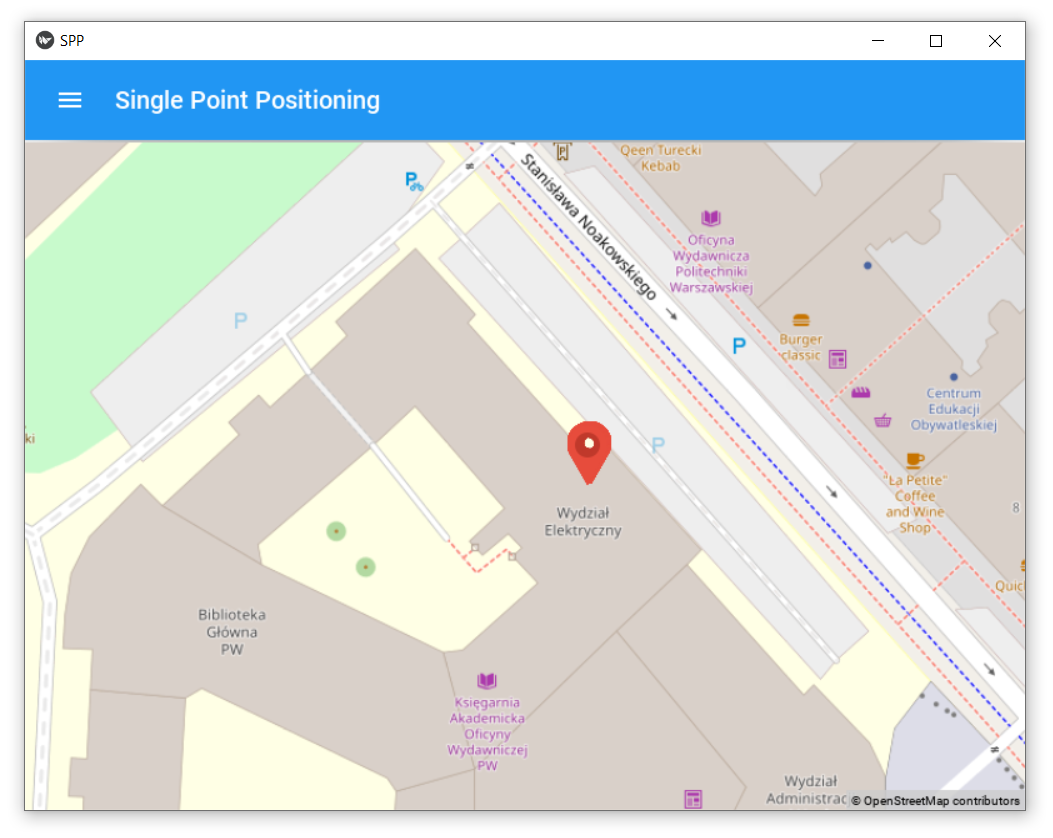 SPP
Single Point Positioning
Qeen Turecki
Kebab
P
Stanisława Noakowskiego
Oficyna
Wydawnicza
Politechniki
Warszawskiej
P
P
Burger
classic
Centrum
Edukacji
Obywatleskiej
ki
P
"La Petite"
Coffee
and Wine
Shop
8
Wydział
Elektryczny
Biblioteka
Główna
PW
Księgarnia
Akademicka
Oficyny
Wydawniczej
PW
Quic
Wydział
Administrac
© OpenStreetMap contributors